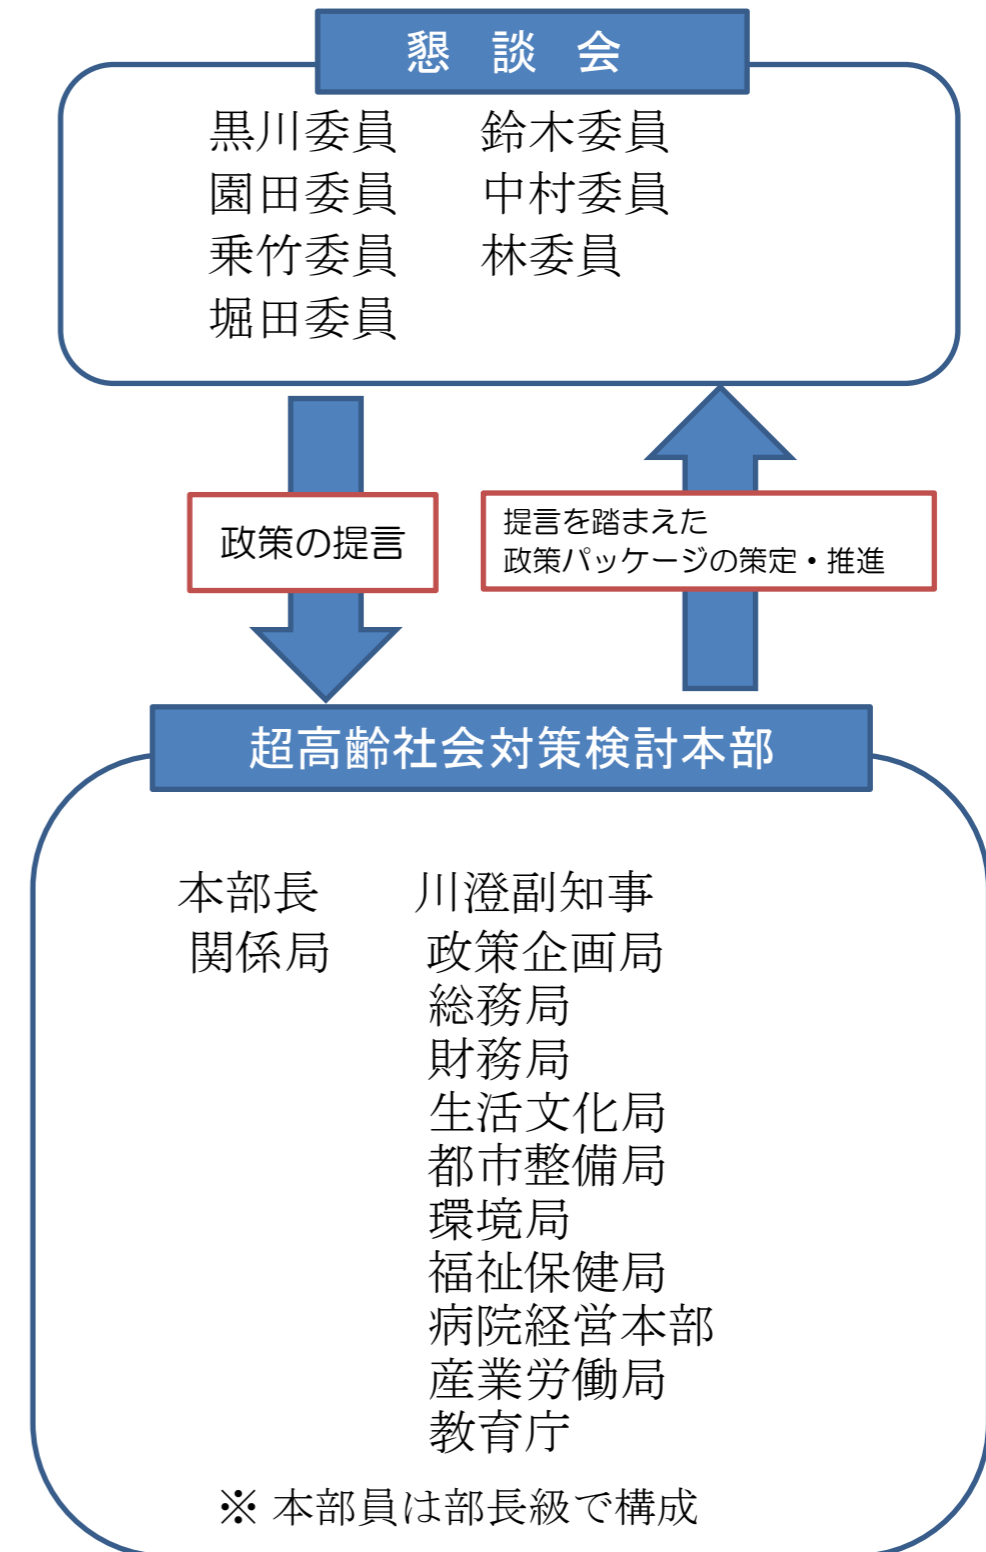 懇　談　会
黒川委員　鈴木委員
園田委員　中村委員
乗竹委員　林委員
堀田委員
政策の提言
提言を踏まえた
政策パッケージの策定・推進
超高齢社会対策検討本部
本部長　川澄副知事
関係局　政策企画局
総務局
財務局
生活文化局
都市整備局
環境局
福祉保健局
病院経営本部
産業労働局
教育庁
※ 本部員は部長級で構成